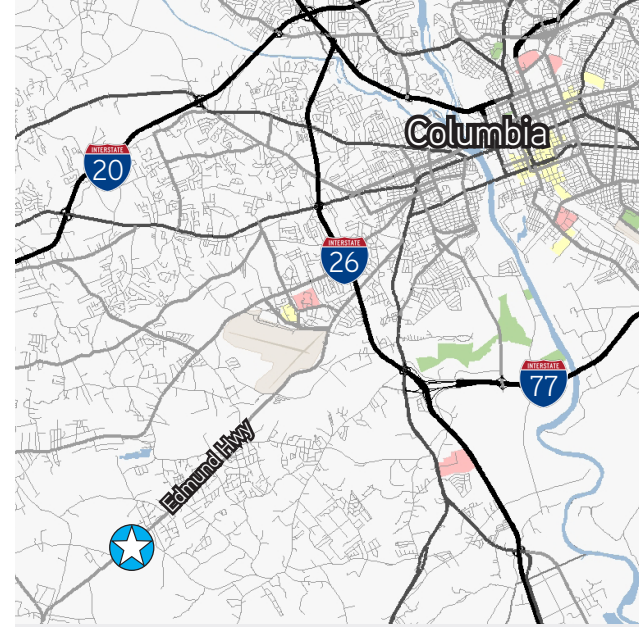 Columbia
INTERSTATE
20
INTERSTATE
26
INTERSTATE
77
Edmund Hwy